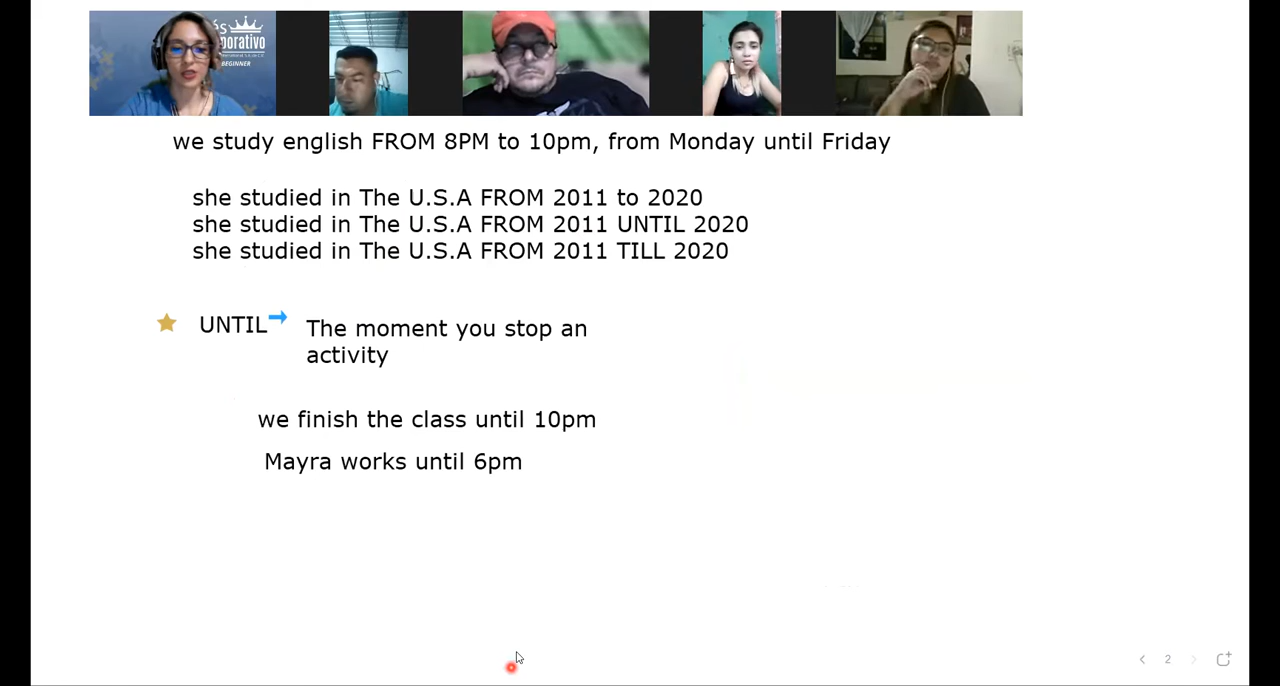 és
porativo
BEGINNER
we study english FROM 8PM to 10pm, from Monday until Friday
she studied in The U.S.A FROM 2011 to 2020
she studied in The U.S.A FROM 2011 UNTIL 2020
she studied in The U.S.A FROM 2011 TILL 2020
UNTIL
The moment you stop an
activity
we finish the class until 10pm
Mayra works until 6pm
2